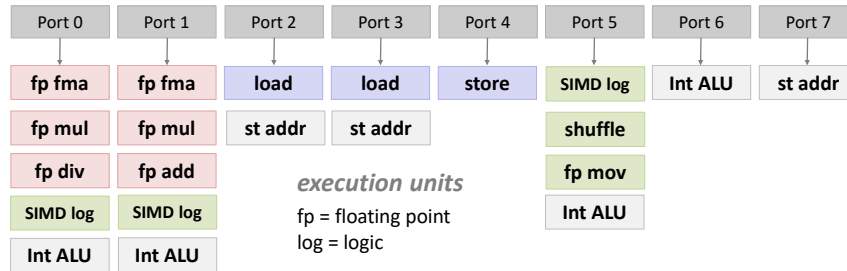 Port 0 Port 1 Port 2 Port 3 Port 4 Port 5 Port 6 Port 7
fp fma fp fma load load store SIMD log Int ALU st addr
fp mul fp mul st addr st addr shuffle
fp div fp add fp mov
execution units
SIMD log SIMD log Int ALU
fp = floating point
log = logic
Int ALU Int ALU